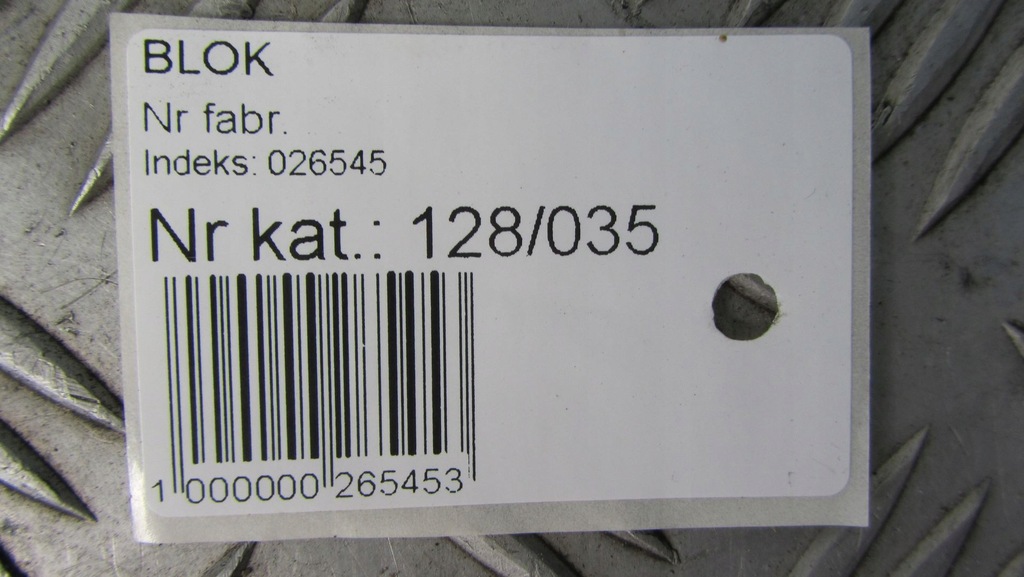 BLOK
Nr fabr.
Indeks: 026545
Nr kat.: 128/035
1 000000 265453